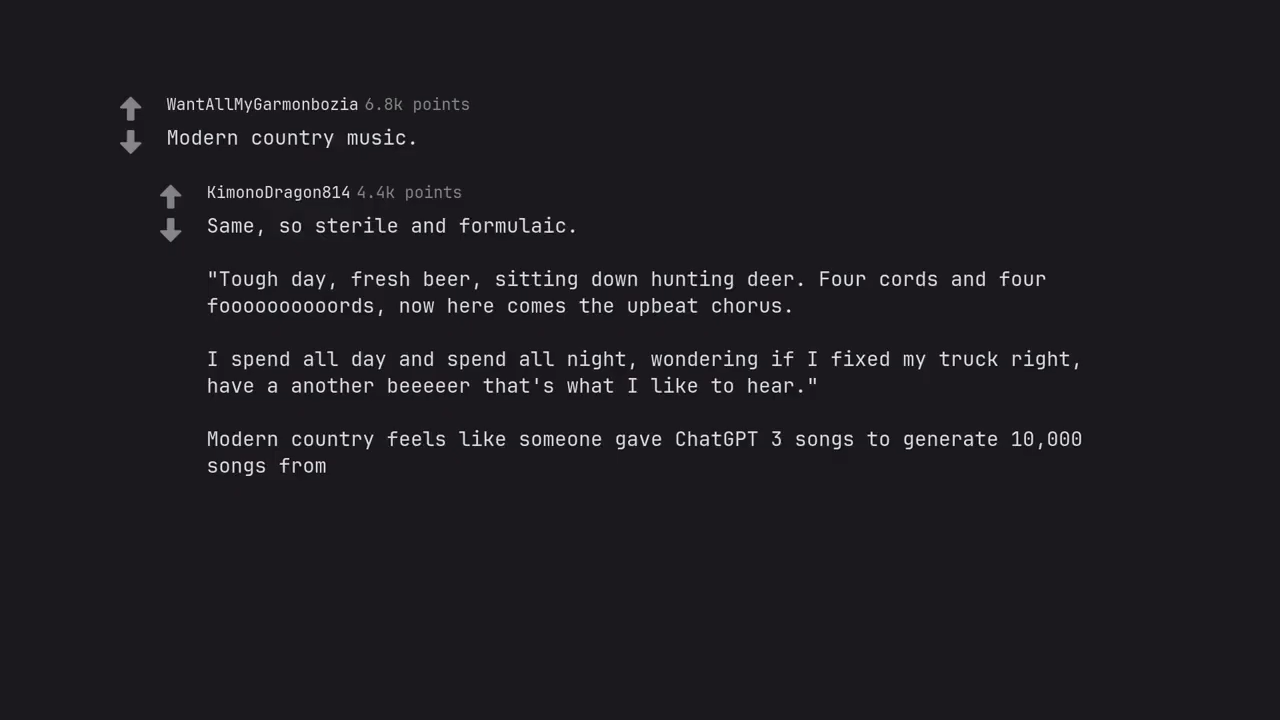 WantAllMyGarmonbozia 6.8k points
Modern country music.
KimonoDragon814 4.4k points
Same, so sterile and formulaic.
"Tough day, fresh beer, sitting down hunting deer. Four cords and four
foooooooooords, now here comes the upbeat chorus.
I spend all day and spend all night, wondering if I fixed my truck right,
have a another beeeeer that's what I like to hear."
Modern country feels like someone gave ChatGPT 3 songs to generate 10,000
songs from